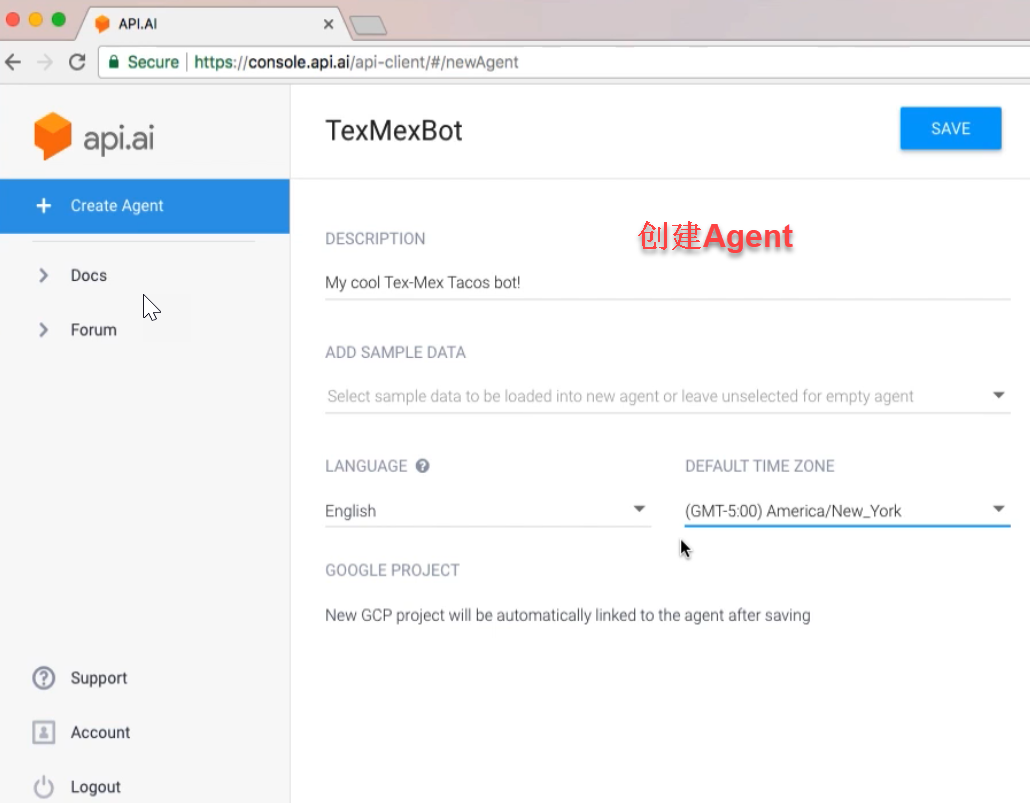 API.AI
Secure | https://console.api.ai/api-client/#/newAgent
api.ai
TexMexBot
SAVE
Create Agent
创建Agent
DESCRIPTION
Docs
My cool Tex-Mex Tacos bot!
Forum
ADD SAMPLE DATA
Select sample data to be loaded into new agent or leave unselected for empty agent
LANGUAGE
DEFAULT TIME ZONE
English
(GMT-5:00) America/New_York
GOOGLE PROJECT
New GCP project will be automatically linked to the agent after saving
Support
Account
Logout